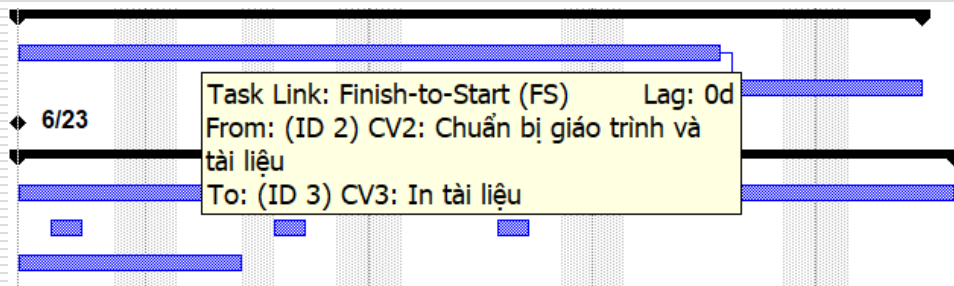 Task Link: Finish-to-Start (FS) Lag: 0d
From: (ID 2) CV2: Chuẩn bị giáo trình và
tài liệu
To: (ID 3) CV3: In tài liệu
6/23